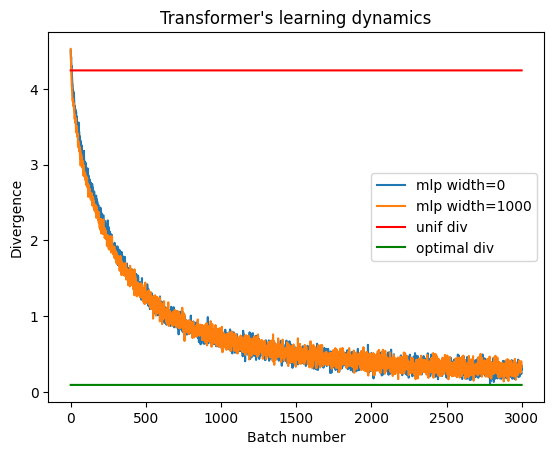 Transformer's learning dynamics
Divergence
4
3
2
1
0
mlp width=0
mlp width=1000
unif div
optimal div
0 500 1000 1500 2000 2500 3000
Batch number